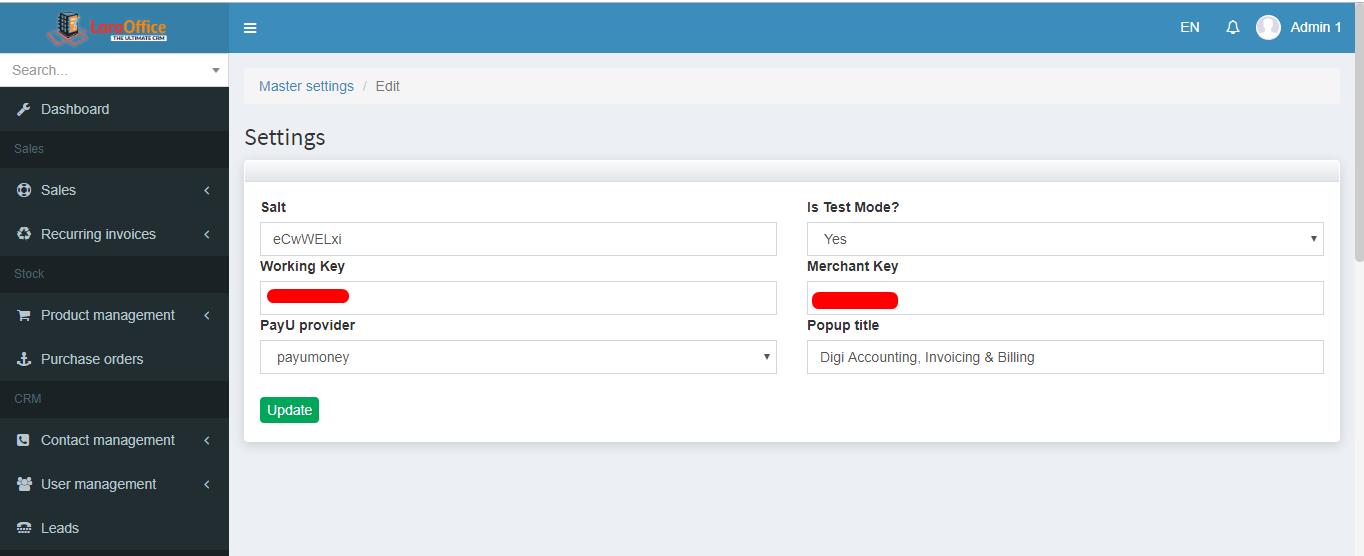 LaraOffice
THE ULTIMATE CRM
EN
Admin 1
Search...
Dashboard
Sales
Sales
Recurring invoices
Stock
Product management
Purchase orders
CRM
Contact management
User management
Leads
Master settings / Edit
Settings
Salt
Is Test Mode?
eCwWELxi
Yes
Working Key
Merchant Key
PayU provider
Popup title
payumoney
Digi Accounting, Invoicing & Billing
Update